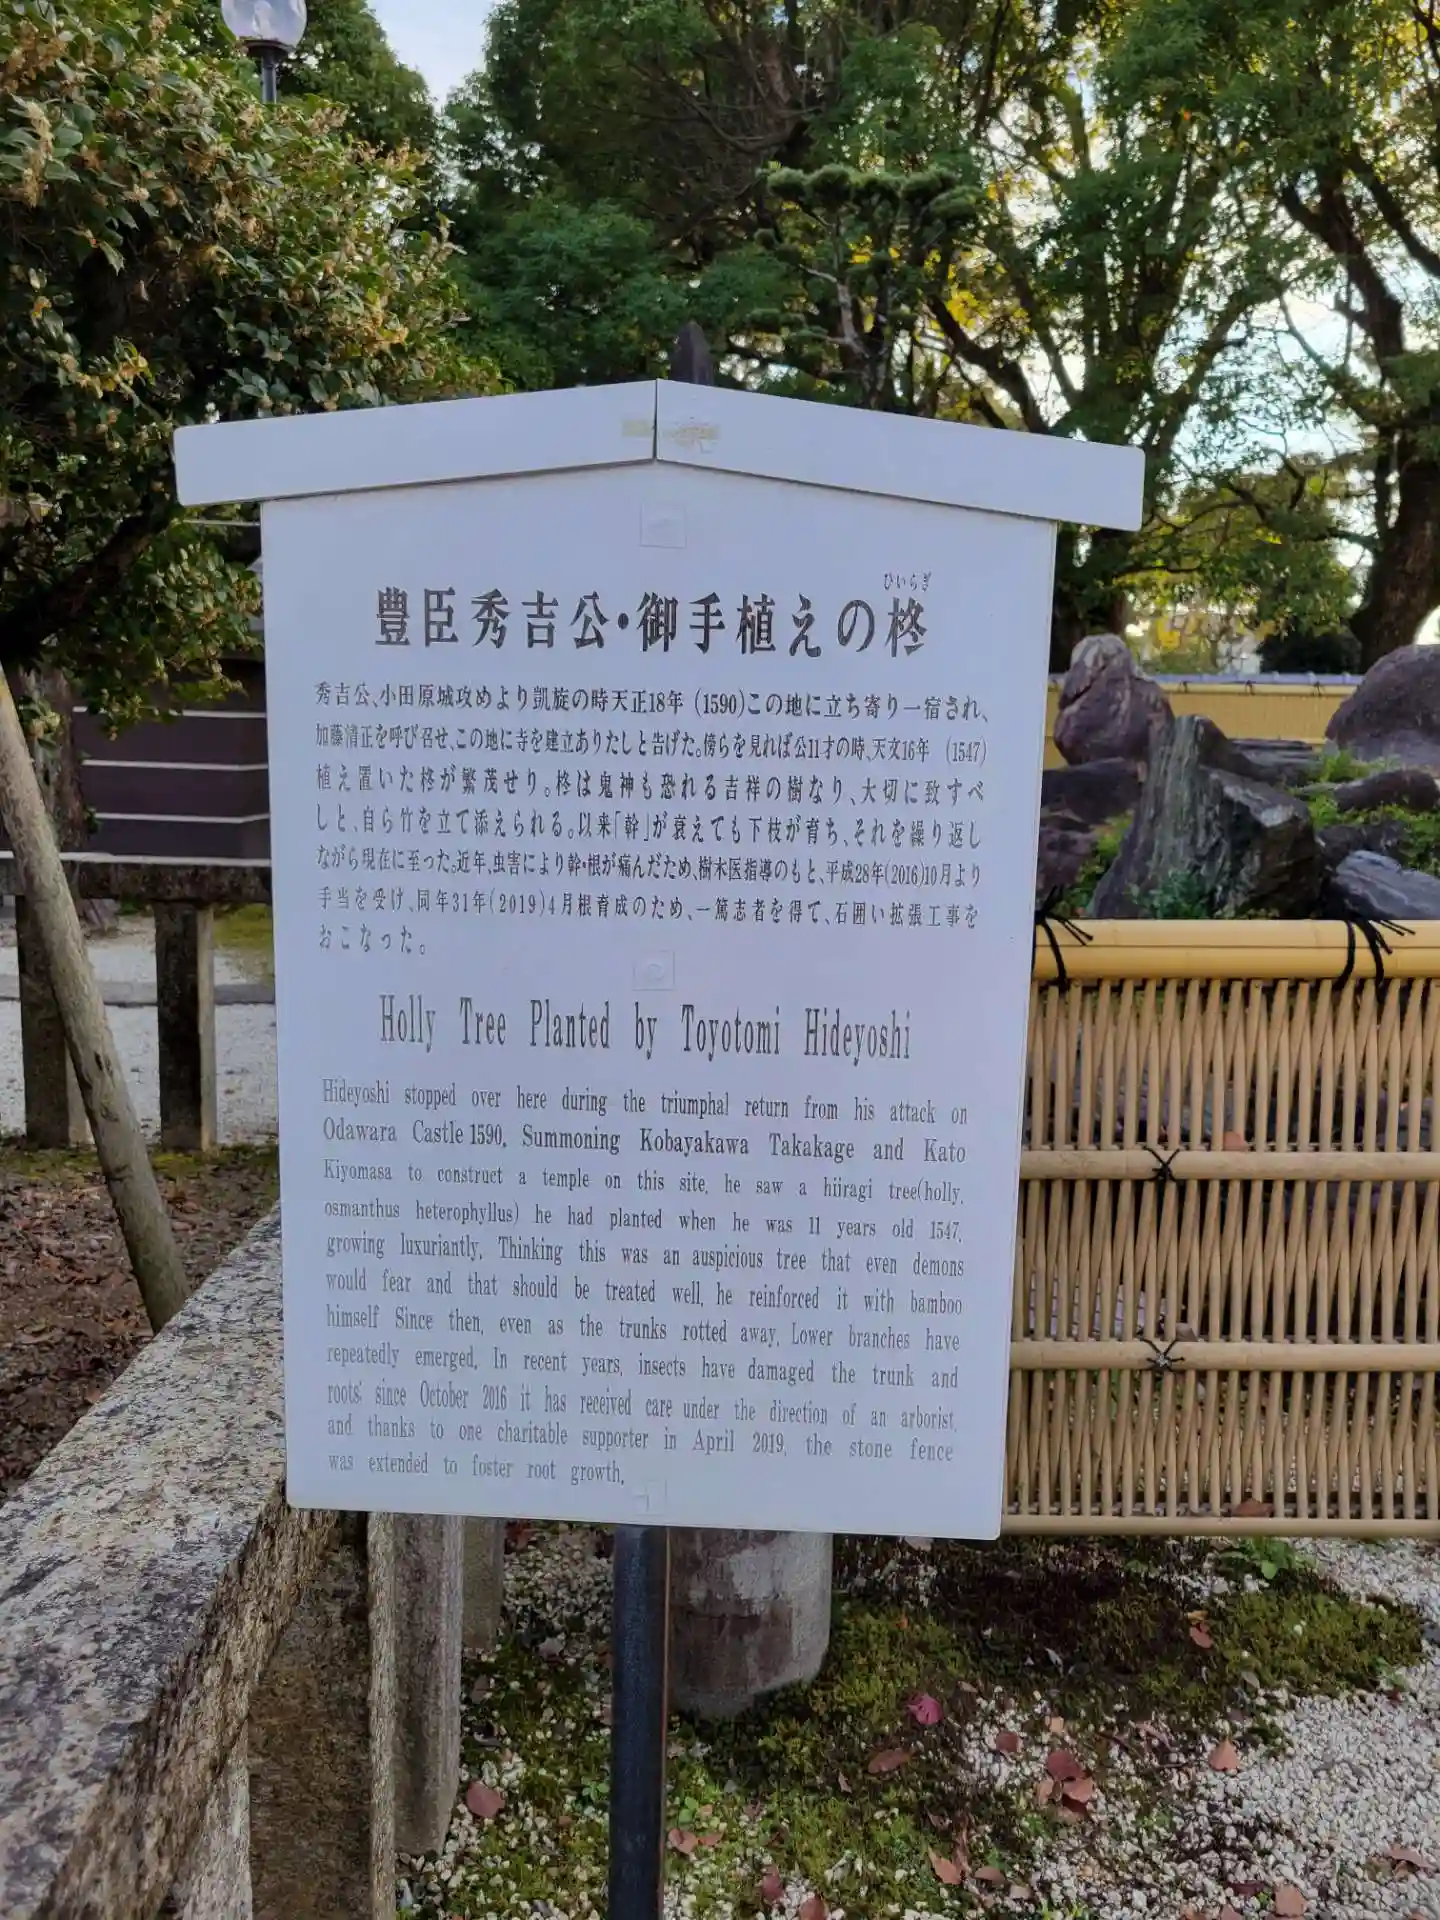 ひいらぎ
豊臣秀吉公・御手植えの柊
秀吉公、小田原城攻めより凱旋の時天正18年 (1590)この地に立ち寄り一宿され、
加藤清正を呼び召せ、この地に寺を建立ありたしと告げた。傍らを見れば公11才の時、天文16年 (1547)
植え置いた柊が繁茂せり。柊は鬼神も恐れる吉祥の樹なり、大切に致すべ
しと、自ら竹を立て添えられる。以来「幹」が衰えても下枝が育ち、それを繰り返し
ながら現在に至った。近年、虫害により幹・根が痛んだため、樹木医指導のもと、平成28年(2016)10月より
手当を受け、同年31年(2019)4月根育成のため、一篤志者を得て、石囲い拡張工事を
おこなった。
Holly Tree Planted by Toyotomi Hideyoshi
Hideyoshi stopped over here during the triumphal return from his attack on
Odawara Castle 1590. Summoning Kobayakawa Takakage and Kato
Kiyomasa to construct a temple on this site, he saw a hiiragi tree(holly,
osmanthus heterophyllus) he had planted when he was 11 years old 1547,
growing luxuriantly. Thinking this was an auspicious tree that even demons
would fear and that should be treated well, he reinforced it with bamboo
himself Since then, even as the trunks rotted away, Lower branches have
repeatedly emerged. In recent years, insects have damaged the trunk and
roots' since October 2016 it has received care under the direction of an arborist,
and thanks to one charitable supporter in April 2019, the stone fence
was extended to foster root growth.